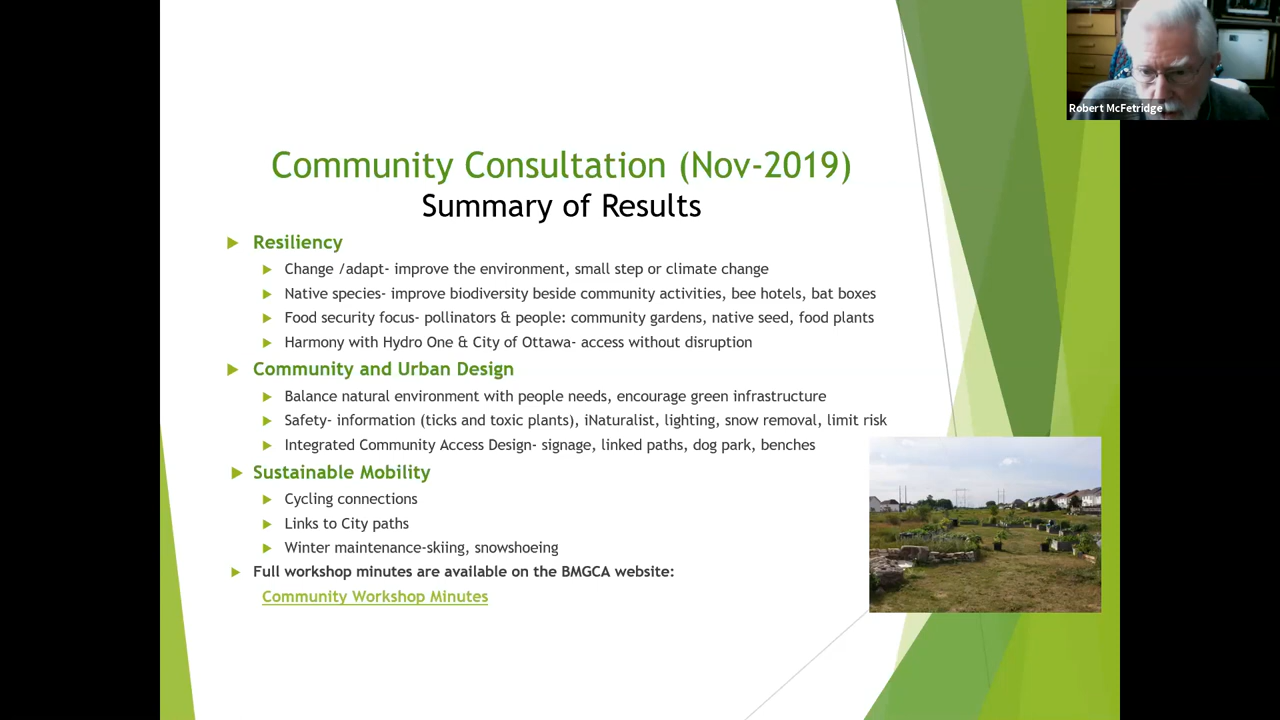 Robert McFetridge
Community Consultation (Nov-2019)
Summary of Results
Resiliency
Change /adapt- improve the environment, small step or climate change
Native species- improve biodiversity beside community activities, bee hotels, bat boxes
Food security focus- pollinators & people: community gardens, native seed, food plants
Harmony with Hydro One & City of Ottawa- access without disruption
Community and Urban Design
Balance natural environment with people needs, encourage green infrastructure
Safety- information (ticks and toxic plants), iNaturalist, lighting, snow removal, limit risk
Integrated Community Access Design- signage, linked paths, dog park, benches
Sustainable Mobility
Cycling connections
Links to City paths
Winter maintenance-skiing, snowshoeing
Full workshop minutes are available on the BMGCA website:
Community Workshop Minutes